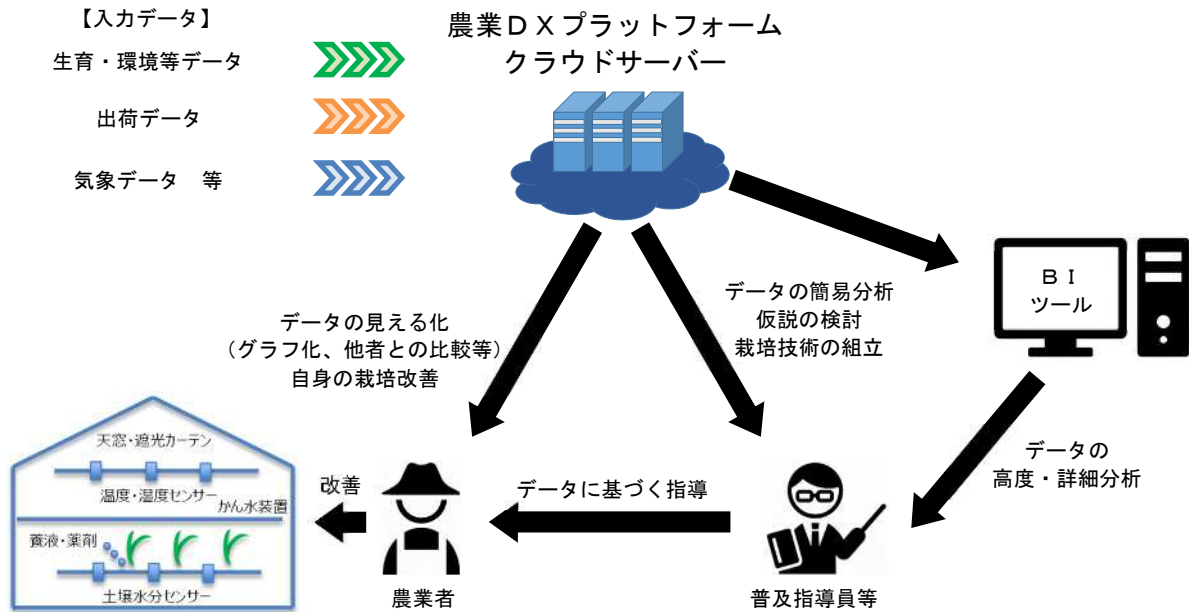 【入力データ】
生育・環境等データ
出荷データ
気象データ　等
農業ＤＸプラットフォーム
クラウドサーバー
ＢＩ
ツール
データの簡易分析
仮説の検討
栽培技術の組立
データの見える化
（グラフ化、他者との比較等）
自身の栽培改善
データの
高度・詳細分析
天窓・遮光カーテン
温度・湿度センサー
かん水装置
養液・薬剤
土壌水分センサー
改善
データに基づく指導
農業者
普及指導員等